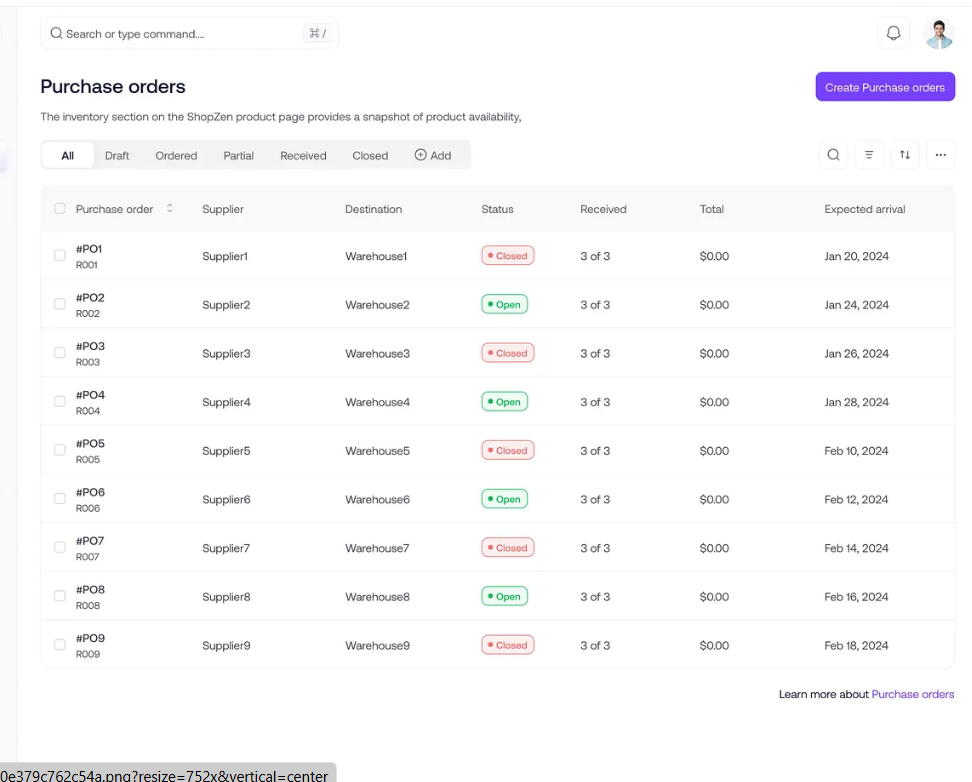 Search or type command.... ⌘ /
Purchase orders
Create Purchase orders
The inventory section on the ShopZen product page provides a snapshot of product availability,
All Draft Ordered Partial Received Closed Add
Purchase order Supplier Destination Status Received Total Expected arrival
#PO1
R001 Supplier1 Warehouse1 Closed 3 of 3 $0.00 Jan 20, 2024
#PO2
R002 Supplier2 Warehouse2 Open 3 of 3 $0.00 Jan 24, 2024
#PO3
R003 Supplier3 Warehouse3 Closed 3 of 3 $0.00 Jan 26, 2024
#PO4
R004 Supplier4 Warehouse4 Open 3 of 3 $0.00 Jan 28, 2024
#PO5
R005 Supplier5 Warehouse5 Closed 3 of 3 $0.00 Feb 10, 2024
#PO6
R006 Supplier6 Warehouse6 Open 3 of 3 $0.00 Feb 12, 2024
#PO7
R007 Supplier7 Warehouse7 Closed 3 of 3 $0.00 Feb 14, 2024
#PO8
R008 Supplier8 Warehouse8 Open 3 of 3 $0.00 Feb 16, 2024
#PO9
R009 Supplier9 Warehouse9 Closed 3 of 3 $0.00 Feb 18, 2024
Learn more about Purchase orders
0e379c762c54a.png?resize=752x&vertical=center